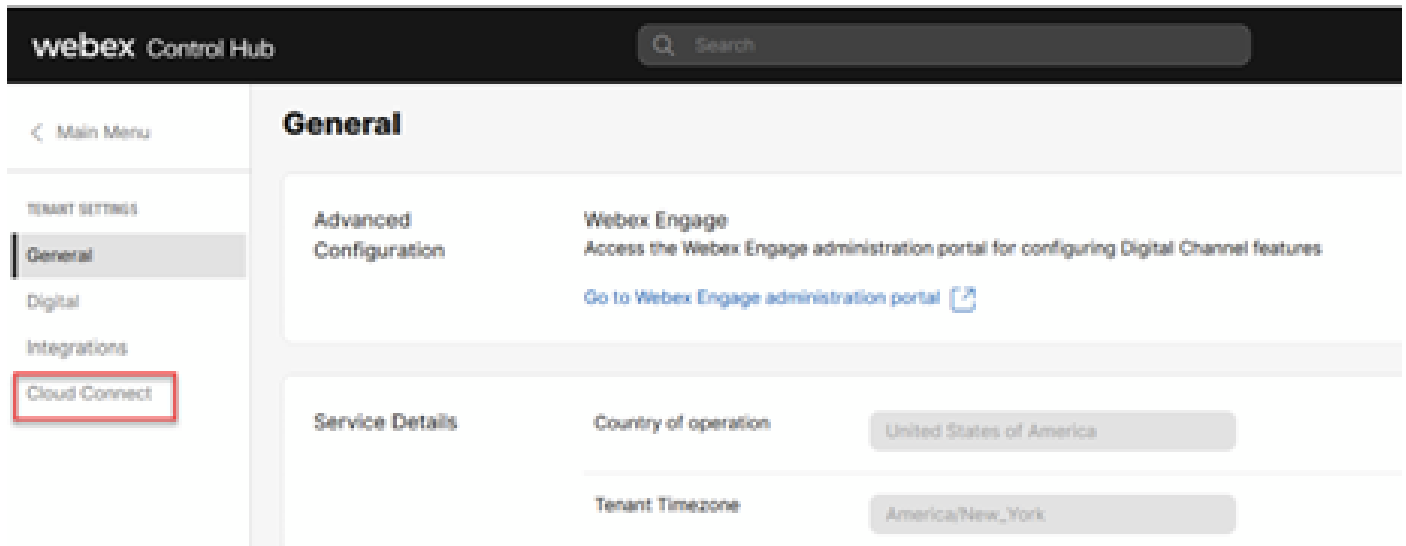 webex Control Hub
Search
Main Menu
General
TENANT SETTINGS
General
Digital
Integrations
Cloud Connect
Advanced
Configuration
Webex Engage
Access the Webex Engage administration portal for configuring Digital Channel features
Go to Webex Engage administration portal
Service Details
Country of operation
United States of America
Tenant Timezone
America/New_York